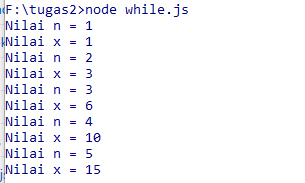 F:\tugas2>node while.js
Nilai n = 1
Nilai x = 1
Nilai n = 2
Nilai x = 3
Nilai n = 3
Nilai x = 6
Nilai n = 4
Nilai x = 10
Nilai n = 5
Nilai x = 15